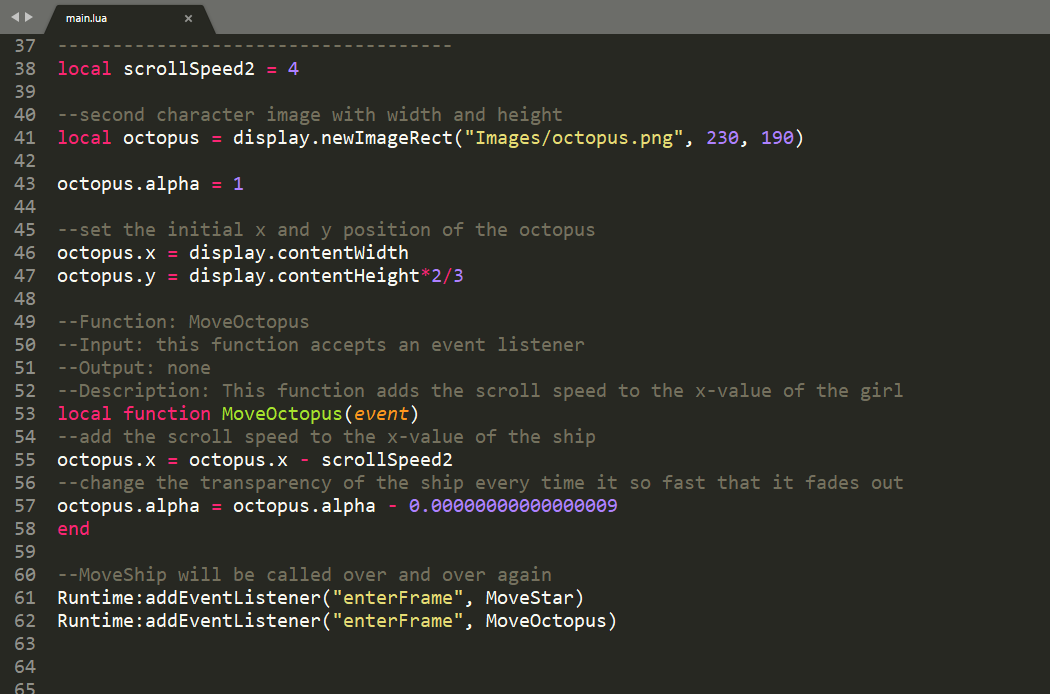 main.lua ×
37 ------------------------------------
38 local scrollSpeed2 = 4
39
40 --second character image with width and height
41 local octopus = display.newImageRect("Images/octopus.png", 230, 190)
42
43 octopus.alpha = 1
44
45 --set the initial x and y position of the octopus
46 octopus.x = display.contentWidth
47 octopus.y = display.contentHeight*2/3
48
49 --Function: MoveOctopus
50 --Input: this function accepts an event listener
51 --Output: none
52 --Description: This function adds the scroll speed to the x-value of the girl
53 local function MoveOctopus(event)
54 --add the scroll speed to the x-value of the ship
55 octopus.x = octopus.x - scrollSpeed2
56 --change the transparency of the ship every time it so fast that it fades out
57 octopus.alpha = octopus.alpha - 0.00000000000000009
58 end
59
60 --MoveShip will be called over and over again
61 Runtime:addEventListener("enterFrame", MoveStar)
62 Runtime:addEventListener("enterFrame", MoveOctopus)
63
64
65